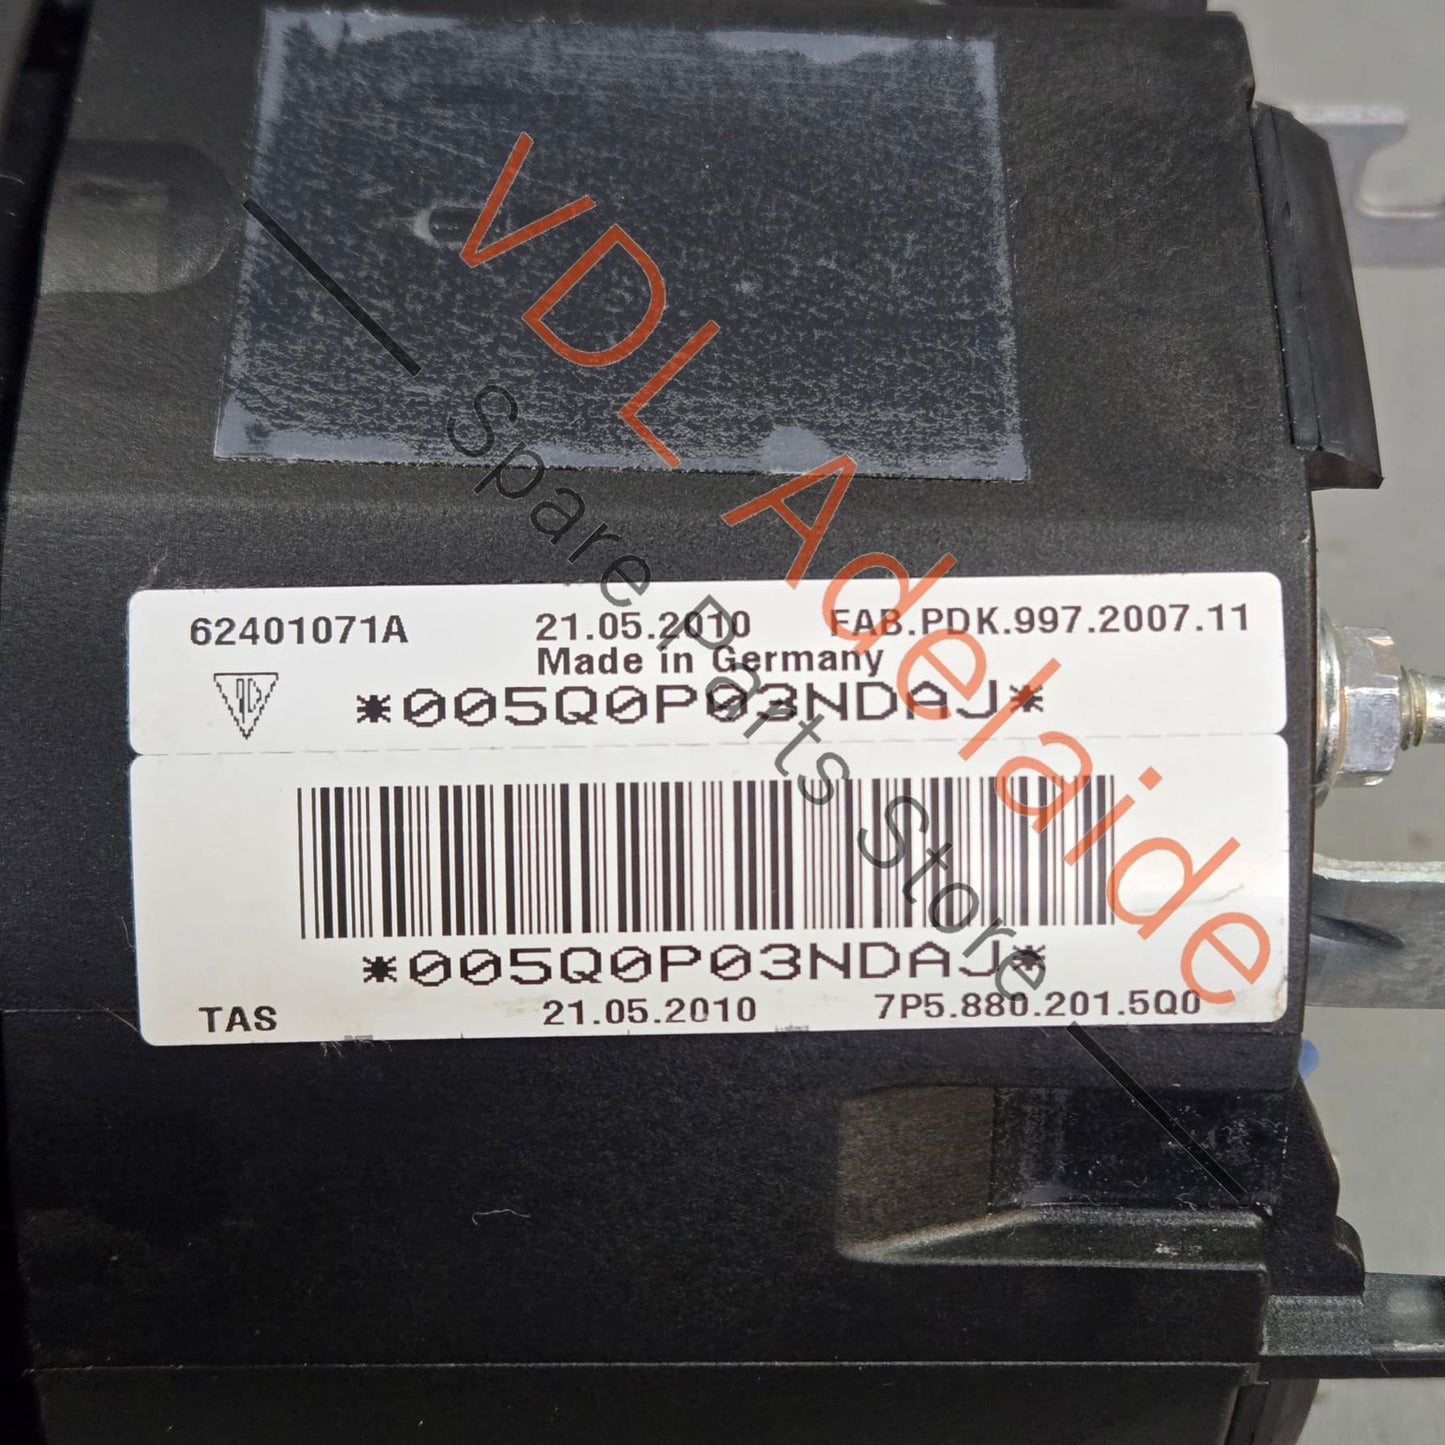 62401071A 21.05.2010 FAB.PDK.997.2007.11
Made in Germany
*005Q0P03NDAJ*
*005Q0P03NDAJ*
TAS 21.05.2010 7P5.880.201.5Q0
VDL Adelaide
Spare Parts Store